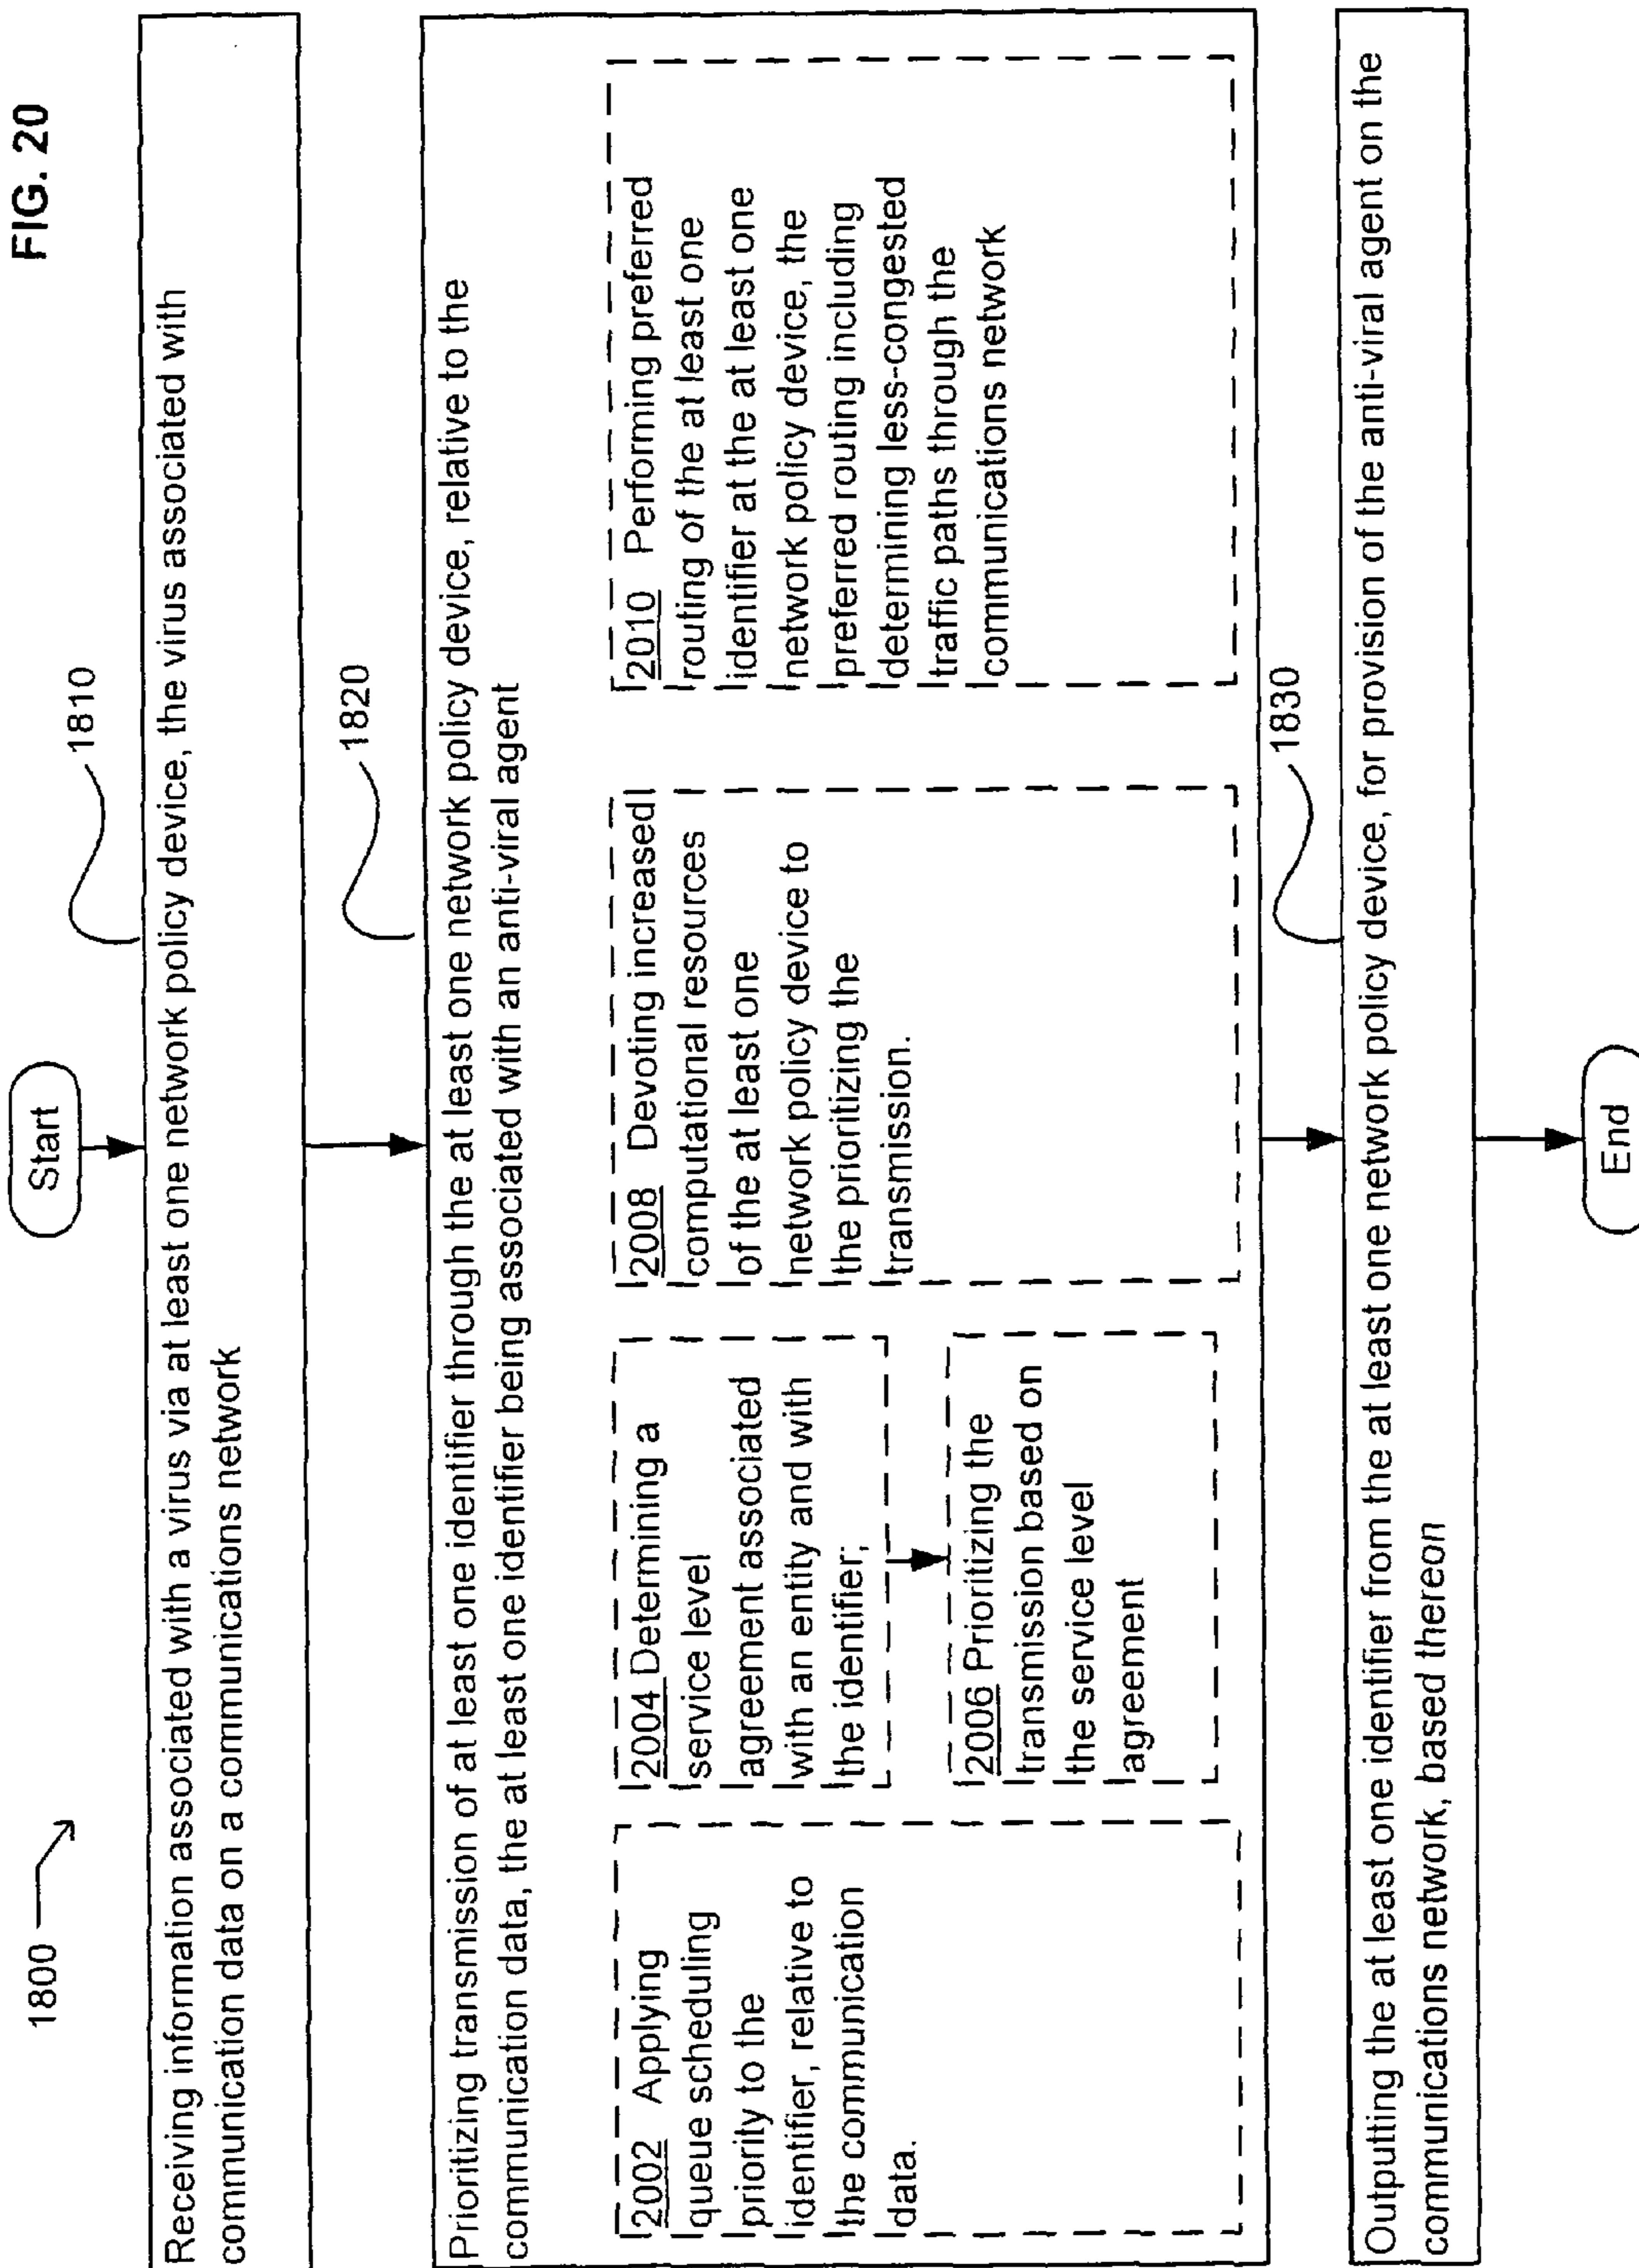 FIG. 20
1800
Start
1810
Receiving information associated with a virus via at least one network policy device, the virus associated with
communication data on a communications network
1820
Prioritizing transmission of at least one identifier through the at least one network policy device, relative to the
communication data, the at least one identifier being associated with an anti-viral agent
2002 Applying
queue scheduling
priority to the
identifier, relative to
the communication
data.
2004 Determining a
service level
agreement associated
with an entity and with
the identifier;
2006 Prioritizing the
transmission based on
the service level
agreement
2008 Devoting increased
computational resources
of the at least one
network policy device to
the prioritizing the
transmission.
2010 Performing preferred
routing of the at least one
identifier at the at least one
network policy device, the
preferred routing including
determining less-congested
traffic paths through the
communications network
1830
Outputting the at least one identifier from the at least one network policy device, for provision of the anti-viral agent on the
communications network, based thereon
End